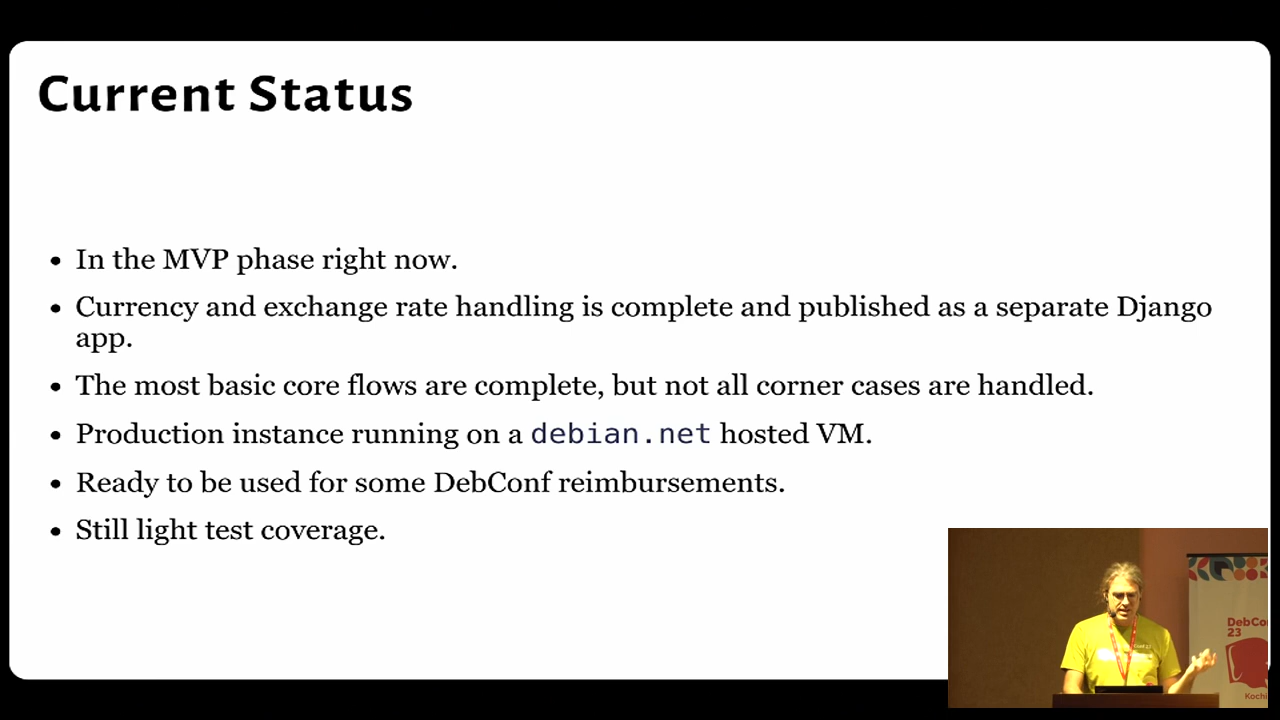 Current Status
• In the MVP phase right now.
• Currency and exchange rate handling is complete and published as a separate Django
app.
• The most basic core flows are complete, but not all corner cases are handled.
• Production instance running on a debian.net hosted VM.
• Ready to be used for some DebConf reimbursements.
• Still light test coverage.
DebCo
23
Kochi